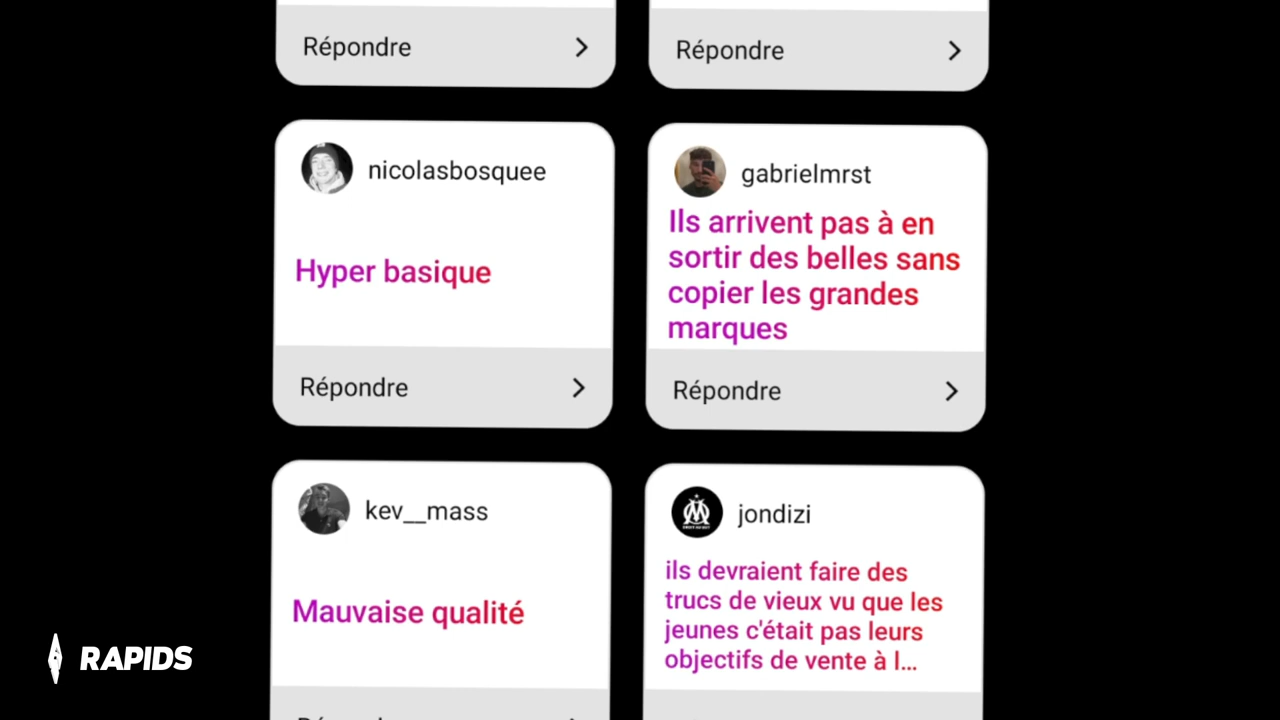 Répondre
Répondre
nicolasbosquee
Hyper basique
Répondre
gabrielmrst
Ils arrivent pas à en
sortir des belles sans
copier les grandes
marques
Répondre
kev__mass
Mauvaise qualité
jondizi
ils devraient faire des
trucs de vieux vu que les
jeunes c'était pas leurs
objectifs de vente à l...
RAPIDS